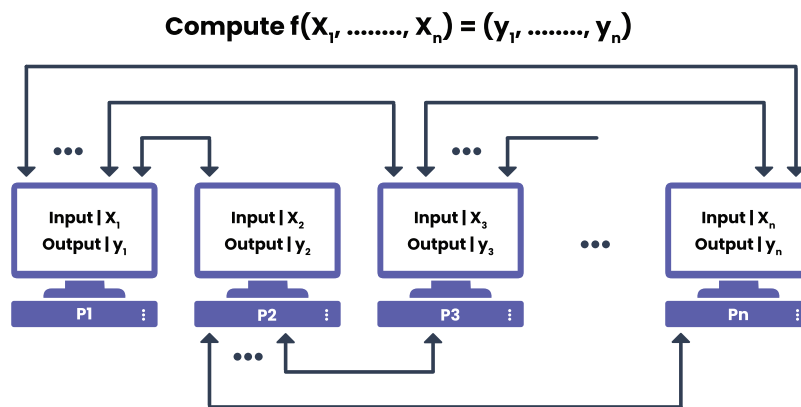 Compute f(X₁, ........, Xₙ) = (y₁, ........, yₙ)
Input | X₁
Output | y₁
Input | X₂
Output | y₂
Input | X₃
Output | y₃
Input | Xₙ
Output | yₙ
P1
P2
P3
Pn